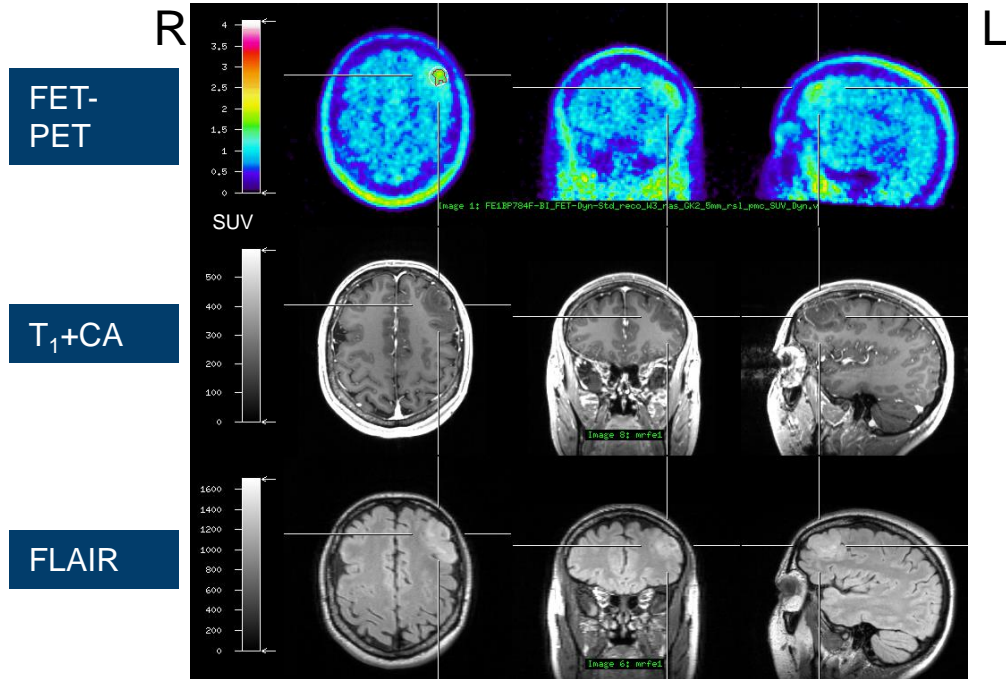 R
L
FET-
PET
4
3.5
3
2.5
2
1.5
1
0.5
0
SUV
Image 1: FE1BP784F-BI_FET-Dyn-Std_reco_W3_nas_GK2_5mm_rsl_pmc_SUV_Dyn.v
T₁+CA
500
400
300
200
100
0
Image 8: mrfe1
FLAIR
1600
1400
1200
1000
800
600
400
200
0
Image 6: mrfe1